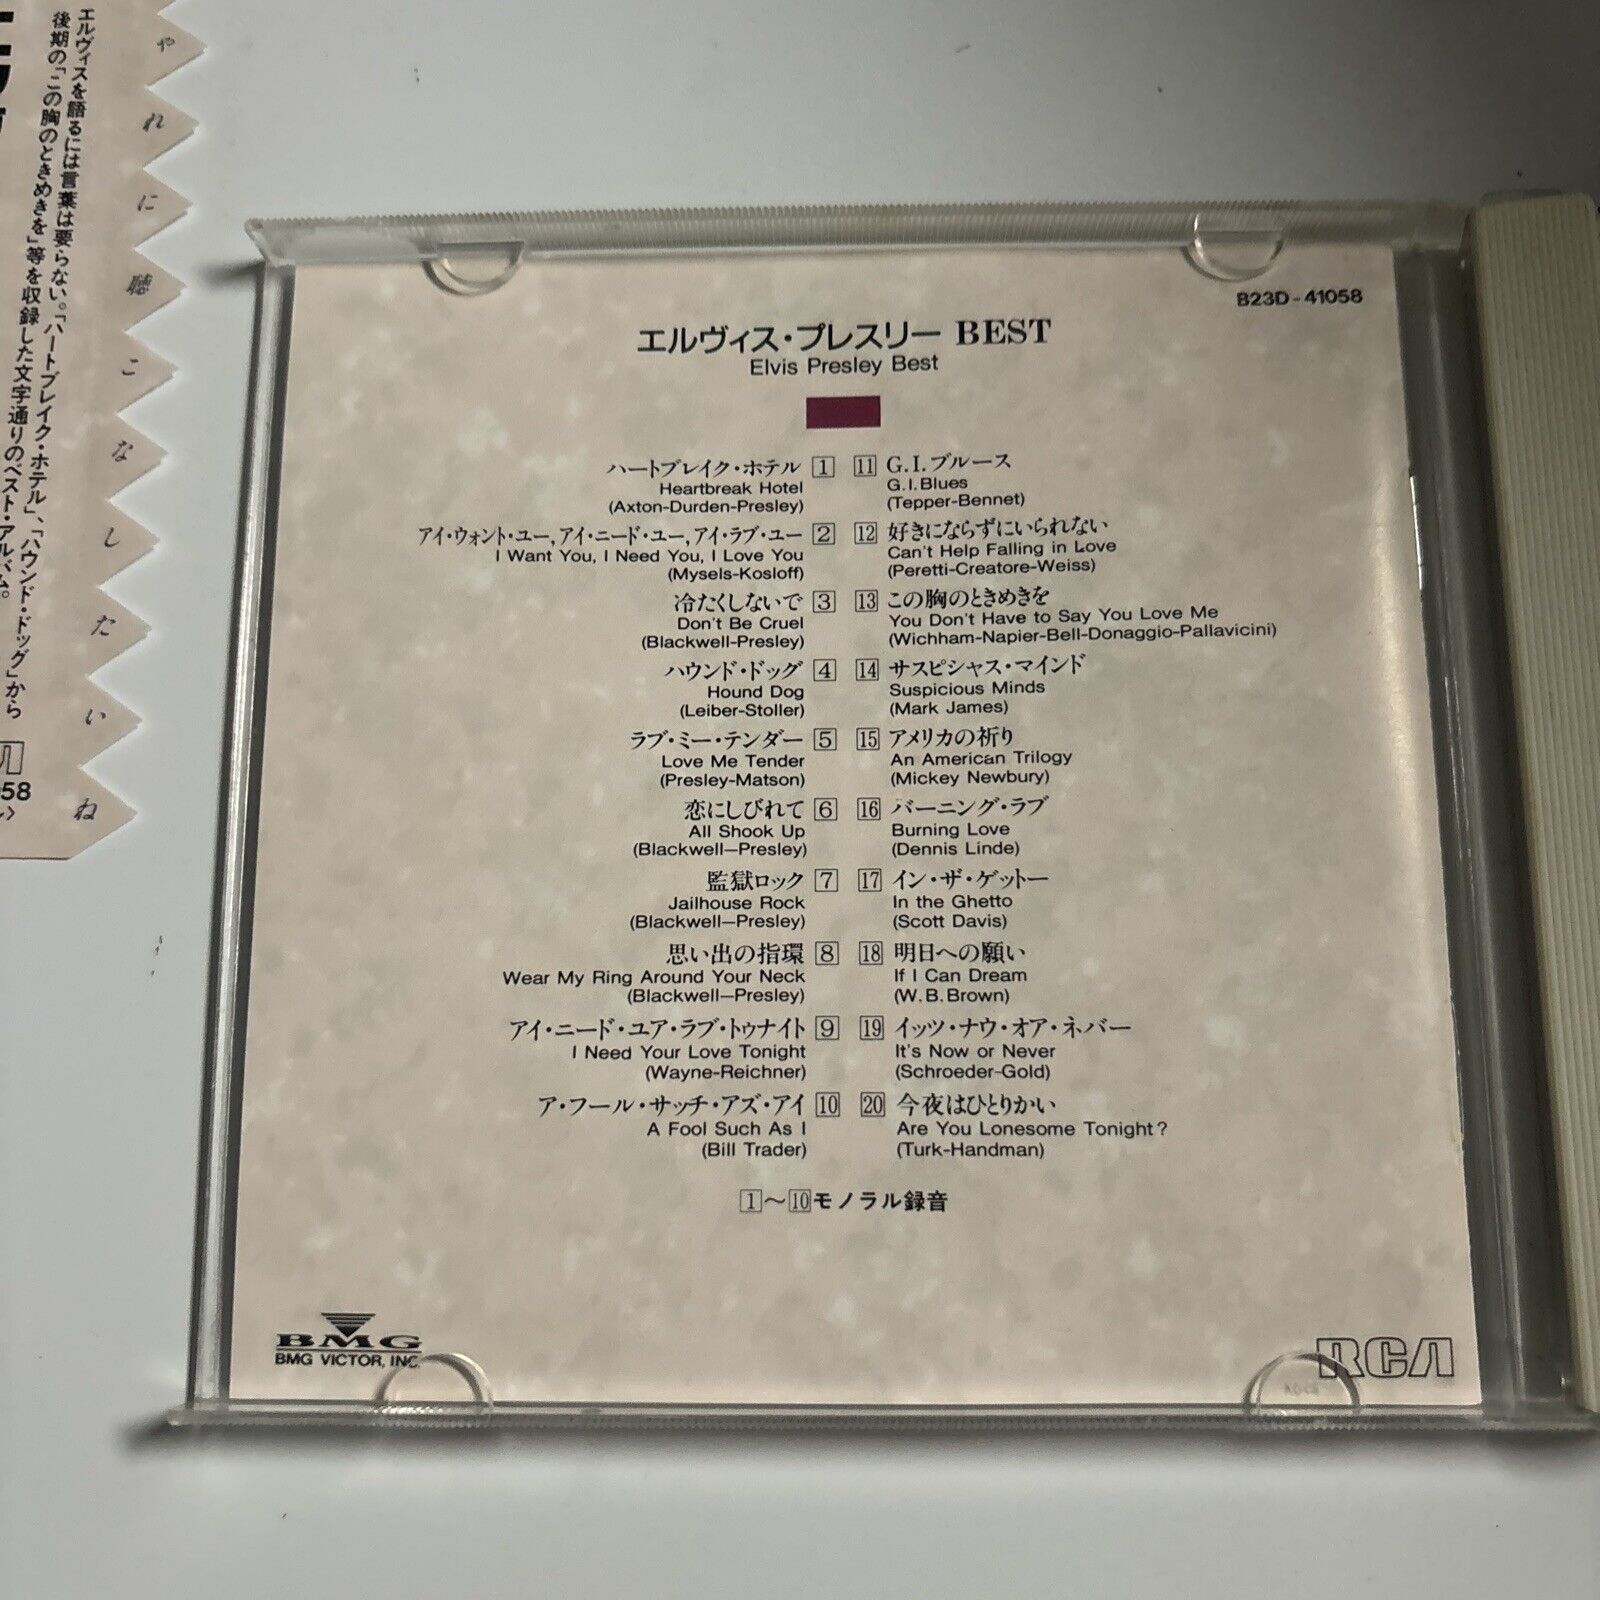 エルヴィスを語るには言葉は要らない。「ハートブレイク・ホテル」、「ハウンド・ドッグ」から
後期の「この胸のときめきを」等を収録した文字通りのベスト・アルバム。
ゃれに聴こなしたいね
58
B23D-41058
エルヴィス・プレスリー BEST
Elvis Presley Best
ハートブレイク・ホテル 1
Heartbreak Hotel
(Axton-Durden-Presley)
アイ・ウォント・ユー, アイ・ニード・ユー, アイ・ラブ・ユー 2
I Want You, I Need You, I Love You
(Mysels-Kosloff)
冷たくしないで 3
Don't Be Cruel
(Blackwell-Presley)
ハウンド・ドッグ 4
Hound Dog
(Leiber-Stoller)
ラブ・ミー・テンダー 5
Love Me Tender
(Presley-Matson)
恋にしびれて 6
All Shook Up
(Blackwell—Presley)
監獄ロック 7
Jailhouse Rock
(Blackwell—Presley)
思い出の指環 8
Wear My Ring Around Your Neck
(Blackwell—Presley)
アイ・ニード・ユア・ラブ・トゥナイト 9
I Need Your Love Tonight
(Wayne-Reichner)
ア・フール・サッチ・アズ・アイ 10
A Fool Such As I
(Bill Trader)
11 G.I.ブルース
G.I.Blues
(Tepper-Bennet)
12 好きにならずにいられない
Can't Help Falling in Love
(Peretti-Creatore-Weiss)
13 この胸のときめきを
You Don't Have to Say You Love Me
(Wichham-Napier-Bell-Donaggio-Pallavicini)
14 サスピシャス・マインド
Suspicious Minds
(Mark James)
15 アメリカの祈り
An American Trilogy
(Mickey Newbury)
16 バーニング・ラブ
Burning Love
(Dennis Linde)
17 イン・ザ・ゲットー
In the Ghetto
(Scott Davis)
18 明日への願い
If I Can Dream
(W.B.Brown)
19 イッツ・ナウ・オア・ネバー
It's Now or Never
(Schroeder-Gold)
20 今夜はひとりかい
Are You Lonesome Tonight?
(Turk-Handman)
1〜10モノラル録音
BMG
BMG VICTOR, INC.
RCA